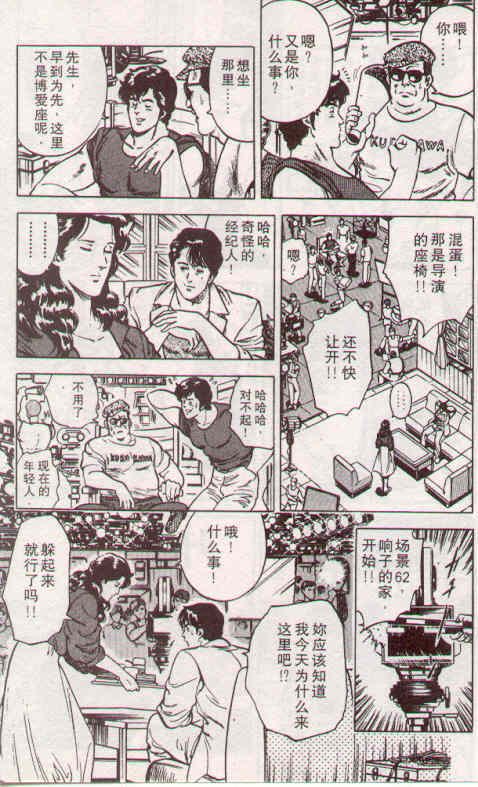 喂！
你……
嗯？
又是你，
什么事？
KUR AWA
想坐
那里……
先生，
早到为先，这里
不是博爱座呢．
混蛋！
那是导演
的座椅！！
嗯？
还不快
让开！！
……
哈哈，
奇怪的
经纪人！
………
………
哈哈哈，
对不起！
不用了．
现在的
年轻人．
场景62，
响子的家．
开始！！
哦！
什么事！
妳应该知道
我今天为什么来
这里吧！？
躲起来
就行了吗！！